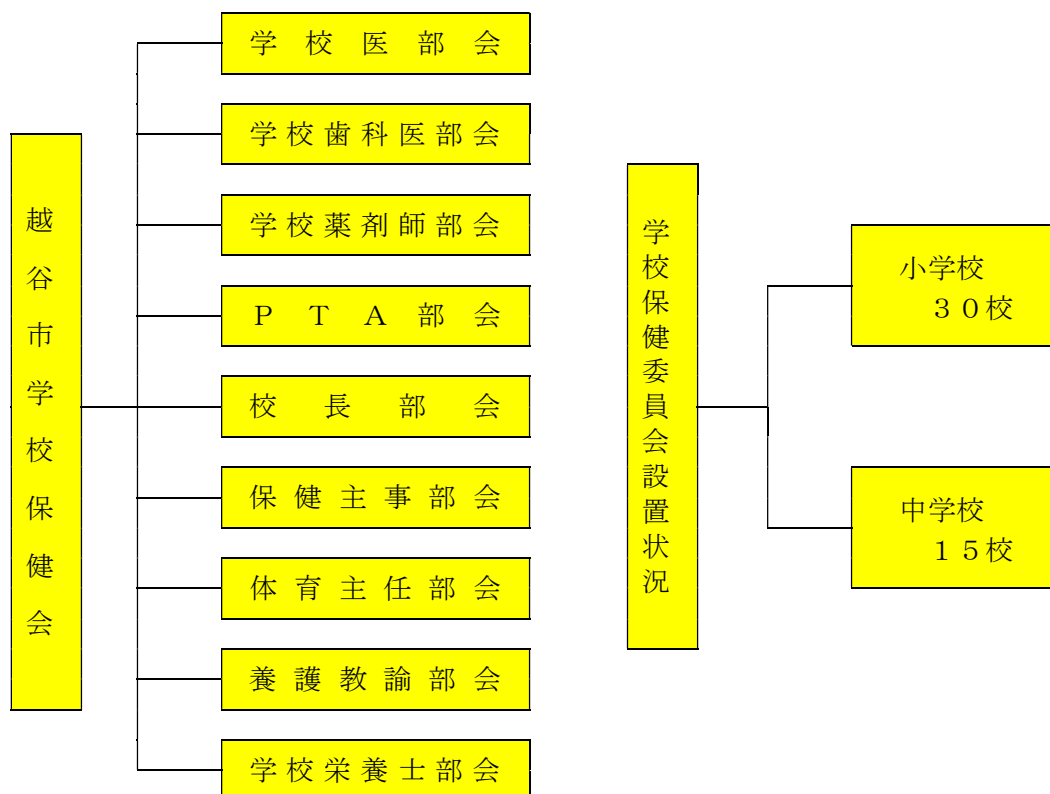 越谷市学校保健会
学校医部会
学校歯科医部会
学校薬剤師部会
ＰＴＡ部会
校長部会
保健主事部会
体育主任部会
養護教諭部会
学校栄養士部会
学校保健委員会設置状況
小学校
３０校
中学校
１５校